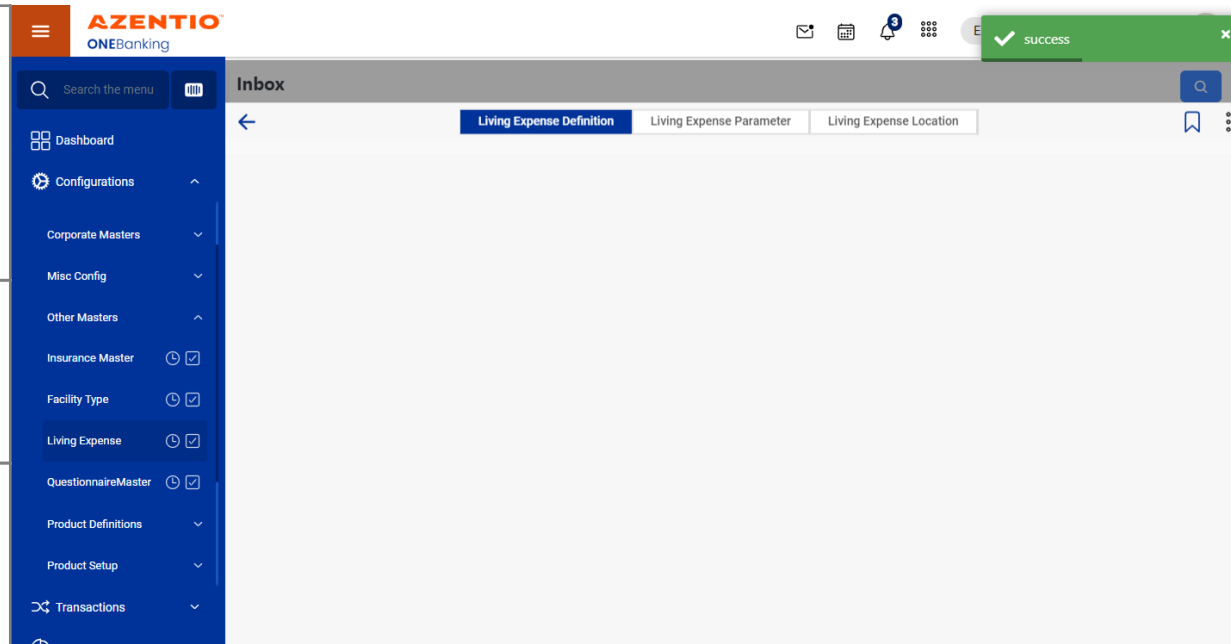 AZENTIO
ONEBanking
3
E
success
Search the menu
Inbox
Living Expense Definition
Living Expense Parameter
Living Expense Location
Dashboard
Configurations
Corporate Masters
Misc Config
Other Masters
Insurance Master
Facility Type
Living Expense
QuestionnaireMaster
Product Definitions
Product Setup
Transactions